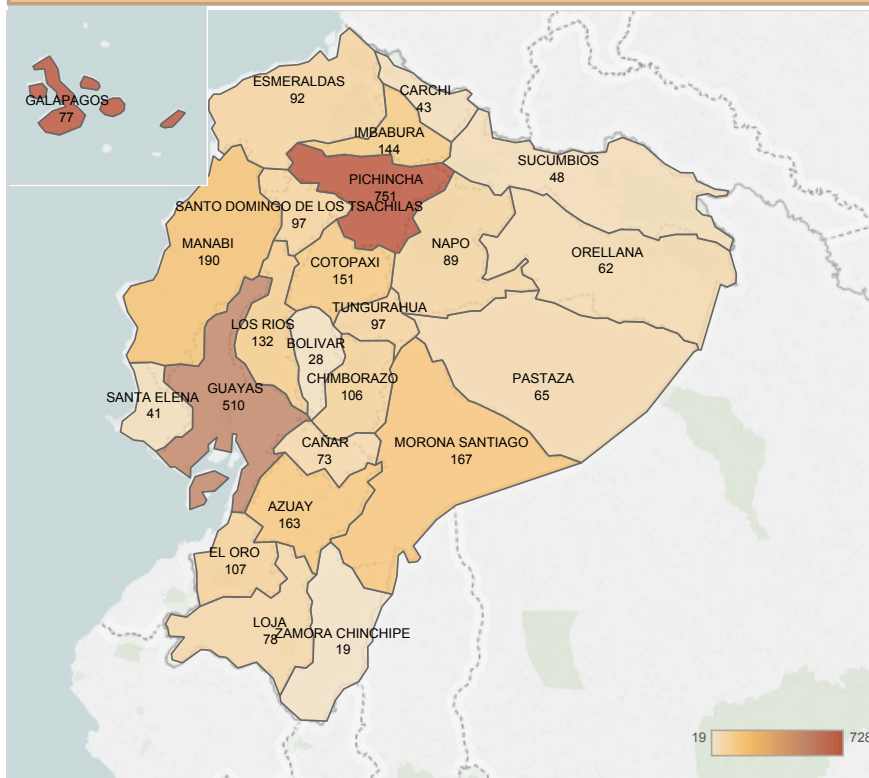 GALAPAGOS
77
ESMERALDAS
92
CARCHI
43
IMBABURA
144
SUCUMBIOS
48
PICHINCHA
751
SANTO DOMINGO DE LOS TSACHILAS
97
MANABI
190
NAPO
89
ORELLANA
62
COTOPAXI
151
TUNGURAHUA
97
LOS RIOS
132
BOLIVAR
28
CHIMBORAZO
106
PASTAZA
65
SANTA ELENA
41
GUAYAS
510
CAÑAR
73
MORONA SANTIAGO
167
AZUAY
163
EL ORO
107
LOJA
78
ZAMORA CHINCHIPE
19
19
728